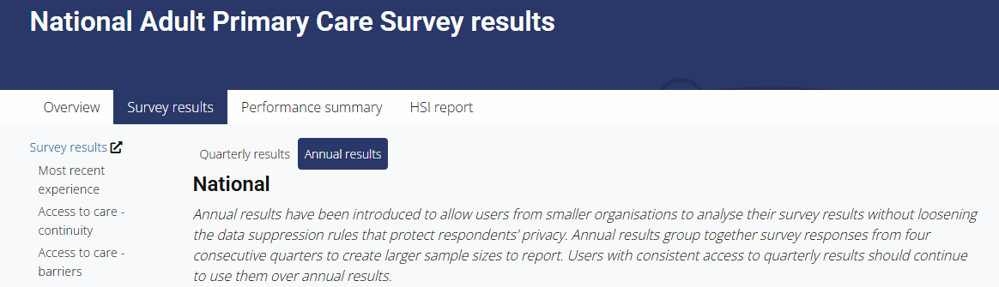 National Adult Primary Care Survey results
Overview
Survey results
Performance summary
HSI report
Survey results
Most recent
experience
Access to care -
continuity
Access to care -
barriers
Quarterly results
Annual results
National
Annual results have been introduced to allow users from smaller organisations to analyse their survey results without loosening
the data suppression rules that protect respondents’ privacy. Annual results group together survey responses from four
consecutive quarters to create larger sample sizes to report. Users with consistent access to quarterly results should continue
to use them over annual results.